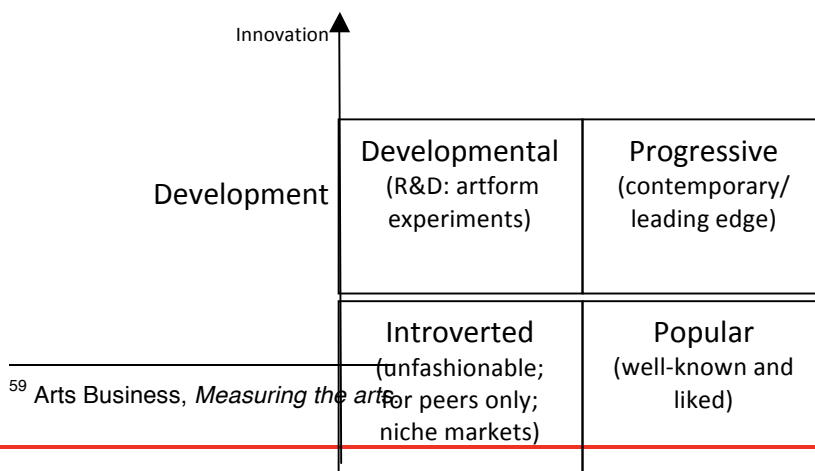 Innovation
Developmental
(R&D: artform
experiments)
Progressive
(contemporary/
leading edge)
Development
Introverted
(unfashionable;
for peers only;
niche markets)
Popular
(well-known and
liked)
59 Arts Business, Measuring the arts.